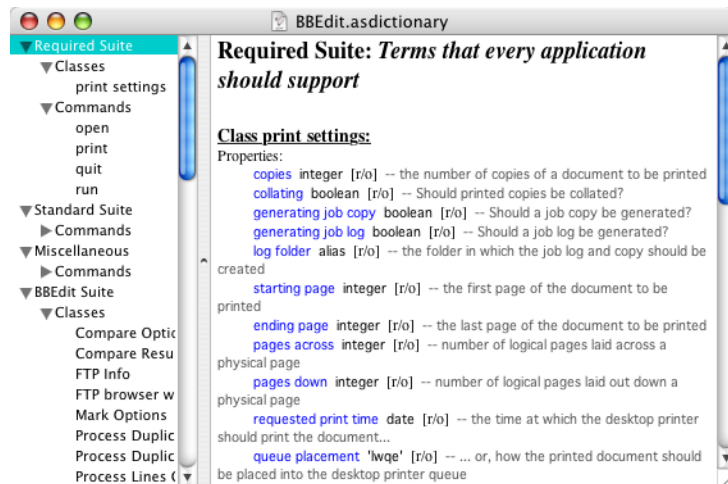 BBEdit.asdictionary
Required Suite
Classes
print settings
Commands
open
print
quit
run
Standard Suite
Commands
Miscellaneous
Commands
BBEdit Suite
Classes
Compare Optic
Compare Resu
FTP Info
FTP browser w
Mark Options
Process Duplic
Process Duplic
Process Lines (
Required Suite: Terms that every application
should support
Class print settings:
Properties:
copies integer [r/o] -- the number of copies of a document to be printed
collating boolean [r/o] -- Should printed copies be collated?
generating job copy boolean [r/o] -- Should a job copy be generated?
generating job log boolean [r/o] -- Should a job log be generated?
log folder alias [r/o] -- the folder in which the job log and copy should be
created
starting page integer [r/o] -- the first page of the document to be
printed
ending page integer [r/o] -- the last page of the document to be printed
pages across integer [r/o] -- number of logical pages laid across a
physical page
pages down integer [r/o] -- number of logical pages laid out down a
physical page
requested print time date [r/o] -- the time at which the desktop printer
should print the document...
queue placement 'lwqe' [r/o] -- ... or, how the printed document should
be placed into the desktop printer queue